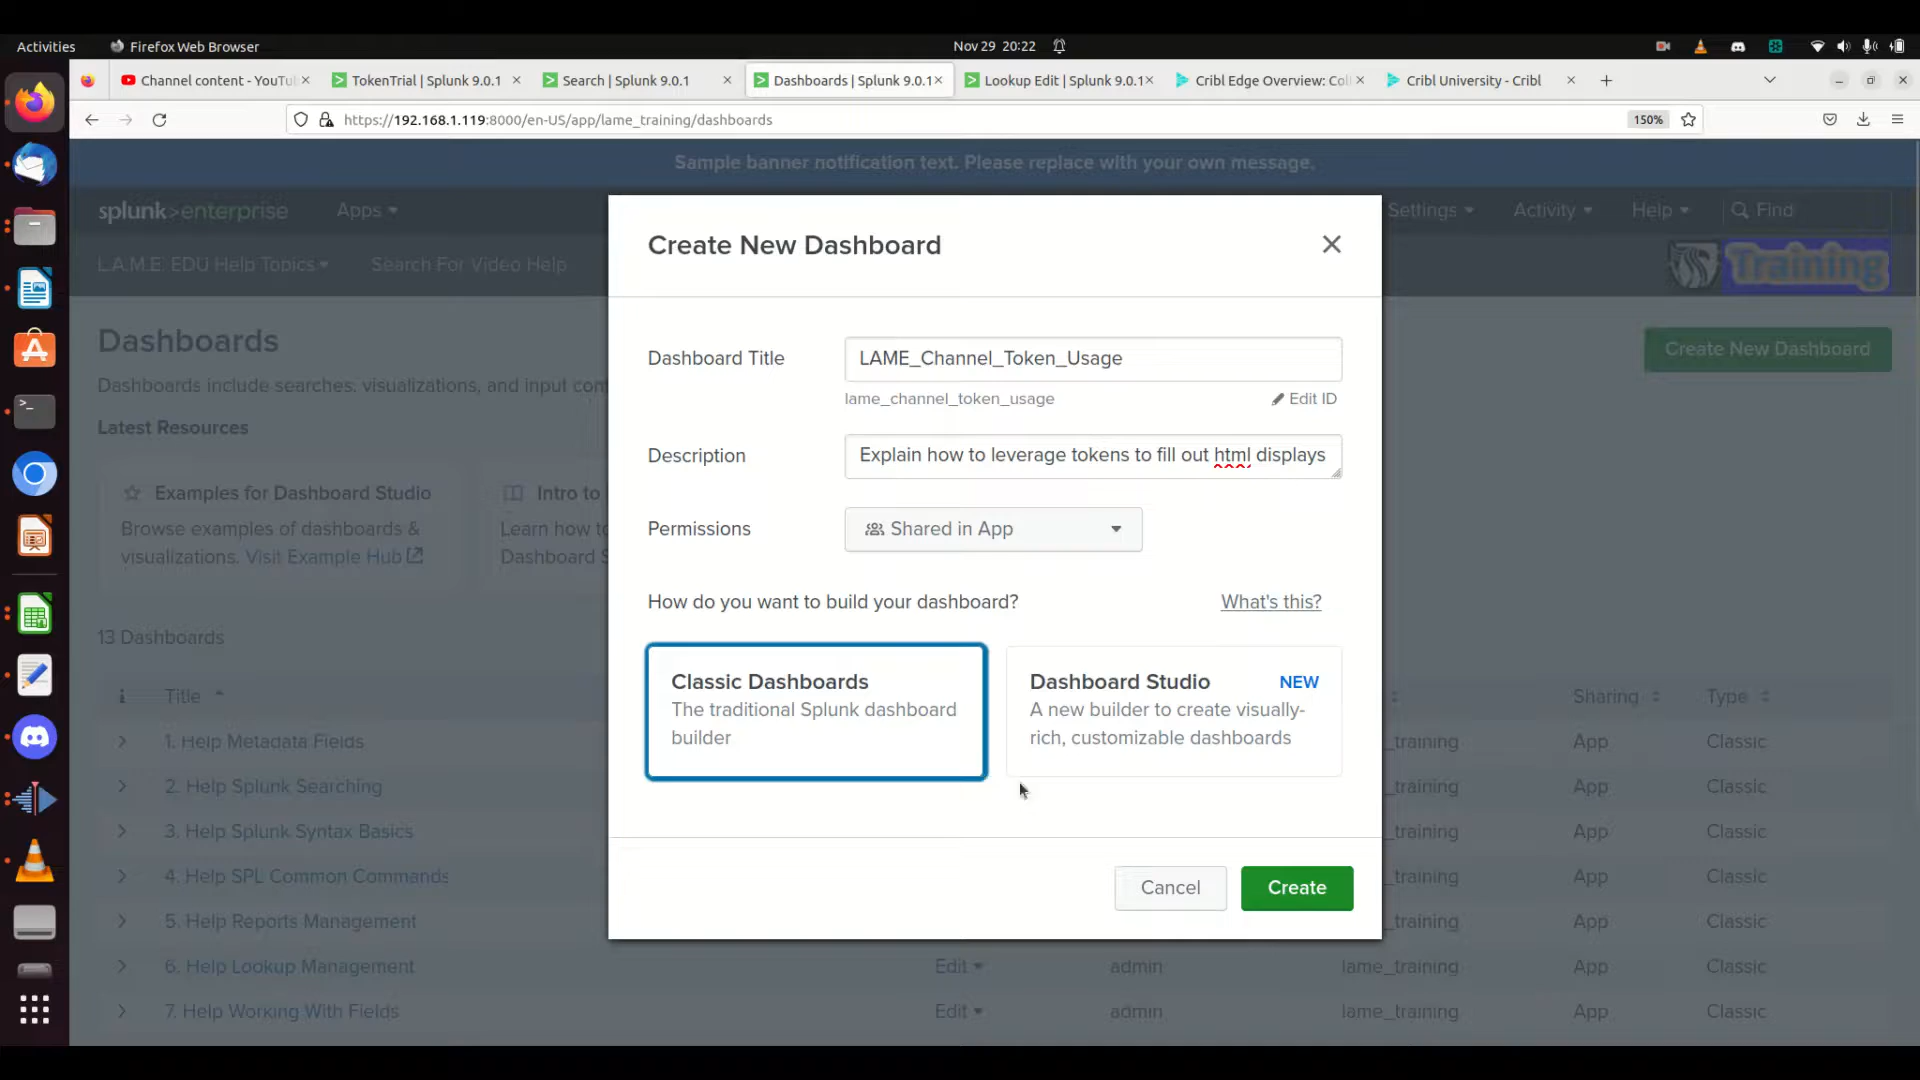 Activities
Firefox Web Browser
Nov 29 20:22
Channel content - YouTu
TokenTrial | Splunk 9.0.1
Search | Splunk 9.0.1
Dashboards | Splunk 9.0.1
Lookup Edit | Splunk 9.0.1
Cribl Edge Overview: Col
Cribl University - Cribl
https://192.168.1.119:8000/en-US/app/lame_training/dashboards
150%
Sample banner notification text. Please replace with your own message.
splunk>enterprise
Apps
Settings
Activity
Help
Find
L.A.M.E. EDU Help Topics
Search For Video Help
Training
Dashboards
Create New Dashboard
Dashboards include searches, visualizations, and input con
Latest Resources
Examples for Dashboard Studio
Browse examples of dashboards &
visualizations. Visit Example Hub
Intro to
Learn how to
Dashboard S
13 Dashboards
i Title Sharing Type
1. Help Metadata Fields _training App Classic
2. Help Splunk Searching _training App Classic
3. Help Splunk Syntax Basics _training App Classic
4. Help SPL Common Commands _training App Classic
5. Help Reports Management _training App Classic
6. Help Lookup Management Edit admin lame_training App Classic
7. Help Working With Fields Edit admin lame_training App Classic
Create New Dashboard
Dashboard Title
LAME_Channel_Token_Usage
lame_channel_token_usage
Edit ID
Description
Explain how to leverage tokens to fill out html displays
Permissions
Shared in App
How do you want to build your dashboard?
What's this?
Classic Dashboards
The traditional Splunk dashboard
builder
Dashboard Studio
NEW
A new builder to create visually-
rich, customizable dashboards
Cancel
Create